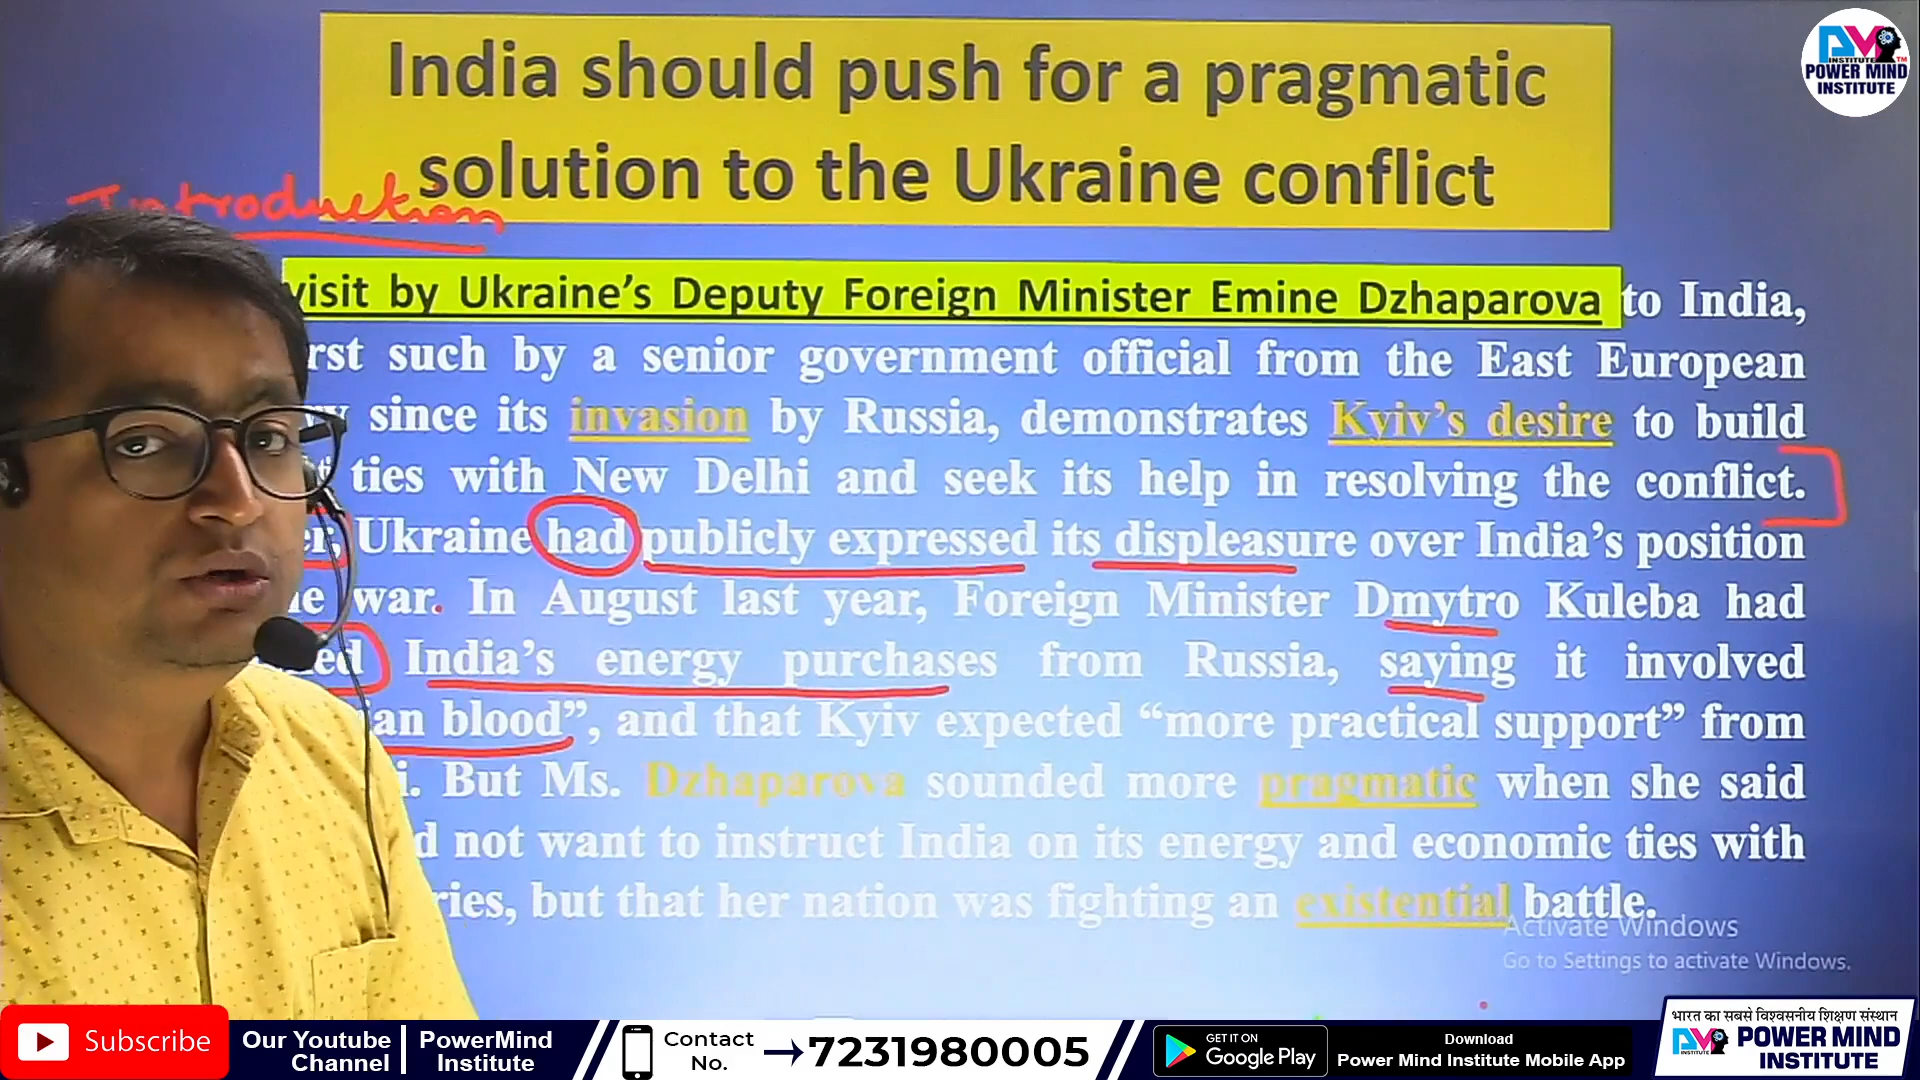 India should push for a pragmatic
solution to the Ukraine conflict
Introduction
visit by Ukraine’s Deputy Foreign Minister Emine Dzhaparova to India,
such by a senior government official from the East European
since its invasion by Russia, demonstrates Kyiv’s desire to build
ties with New Delhi and seek its help in resolving the conflict.
Ukraine had publicly expressed its displeasure over India’s position
war. In August last year, Foreign Minister Dmytro Kuleba had
India’s energy purchases from Russia, saying it involved
blood”, and that Kyiv expected “more practical support” from
But Ms. Dzhaparova sounded more pragmatic when she said
not want to instruct India on its energy and economic ties with
but that her nation was fighting an existential battle.
Activate Windows
Go to Settings to activate Windows.
PM INSTITUTE TM
POWER MIND
INSTITUTE
Subscribe
Our Youtube Channel
PowerMind Institute
Contact No.
7231980005
GET IT ON
Google Play
Download
Power Mind Institute Mobile App
भारत का सबसे विश्वसनीय शिक्षण संस्थान
PM INSTITUTE
POWER MIND
INSTITUTE